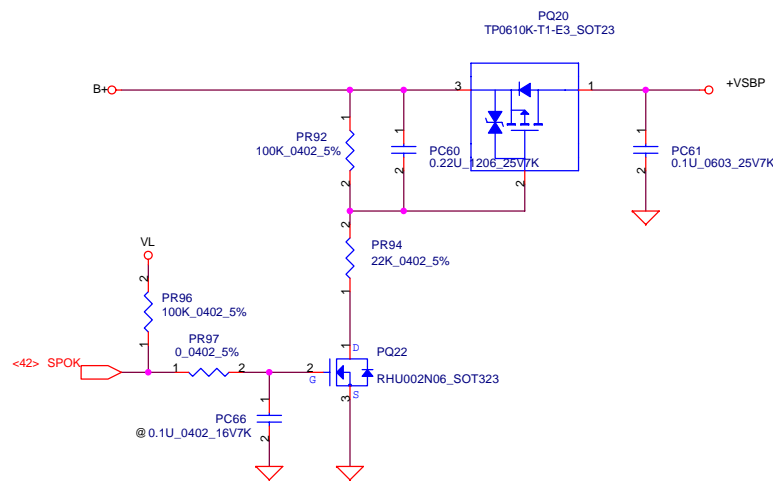 PQ20
TP0610K-T1-E3_SOT23
B+
3
1
+VSBP
1
PR92
100K_0402_5%
2
1
PC60
0.22U_1206_25V7K
2
2
1
PC61
0.1U_0603_25V7K
2
2
PR94
22K_0402_5%
1
VL
2
PR96
100K_0402_5%
1
PR97
0_0402_5%
<42> SPOK
1
2
2
G
1
D
PQ22
RHU002N06_SOT323
S
3
1
PC66
@ 0.1U_0402_16V7K
2